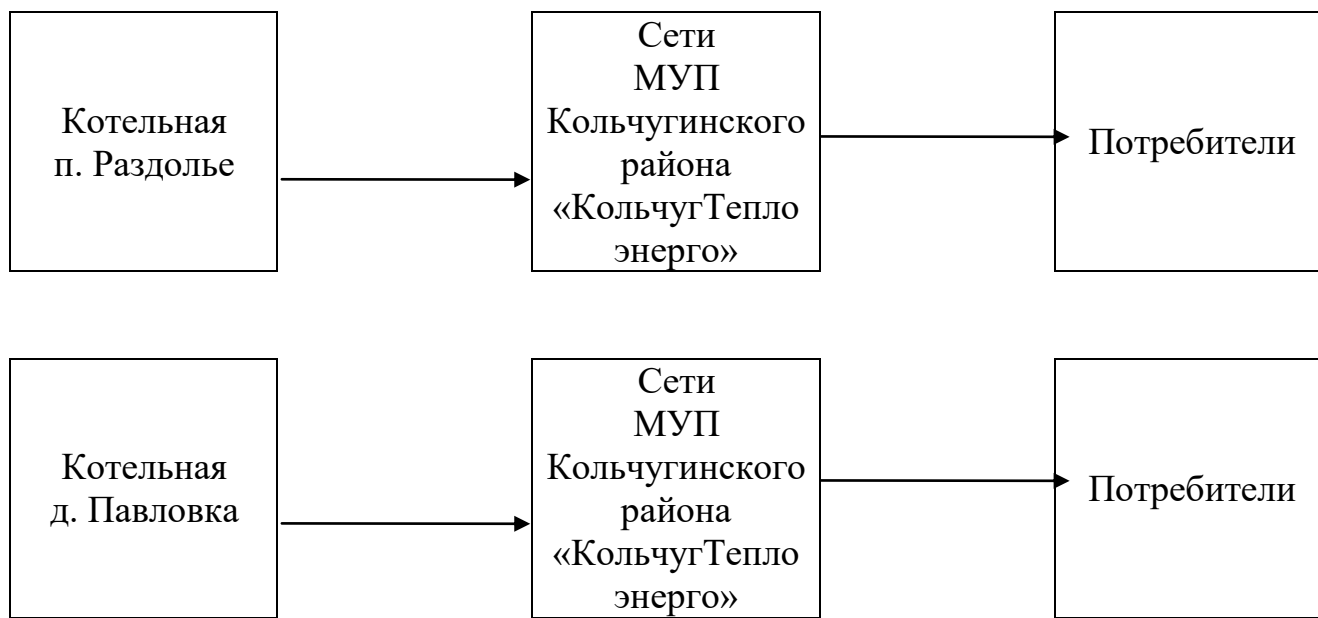 Котельная
п. Раздолье
Сети
МУП
Кольчугинского
района
«КольчугТепло
энерго»
Потребители
Котельная
д. Павловка
Сети
МУП
Кольчугинского
района
«КольчугТепло
энерго»
Потребители